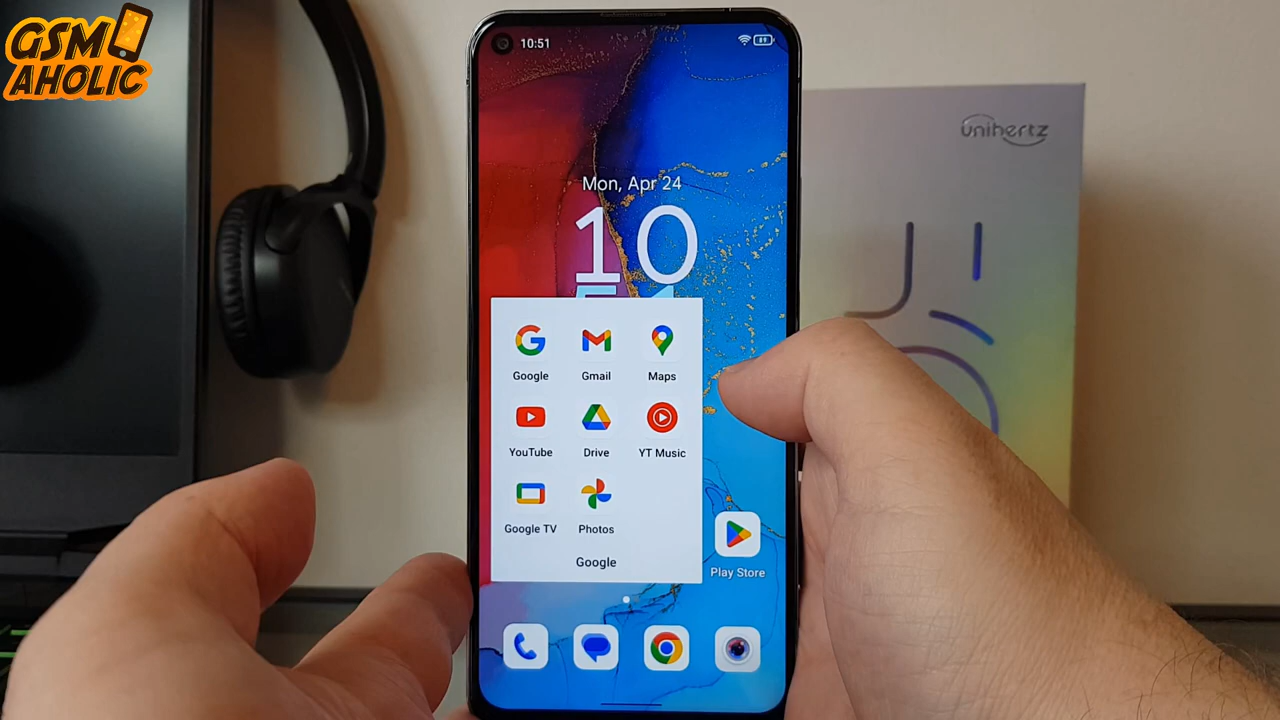 GSM
AHOLIC
10:51
89
unihertz
Mon, Apr 24
10
Google
Gmail
Maps
YouTube
Drive
YT Music
Google TV
Photos
Google
Play Store